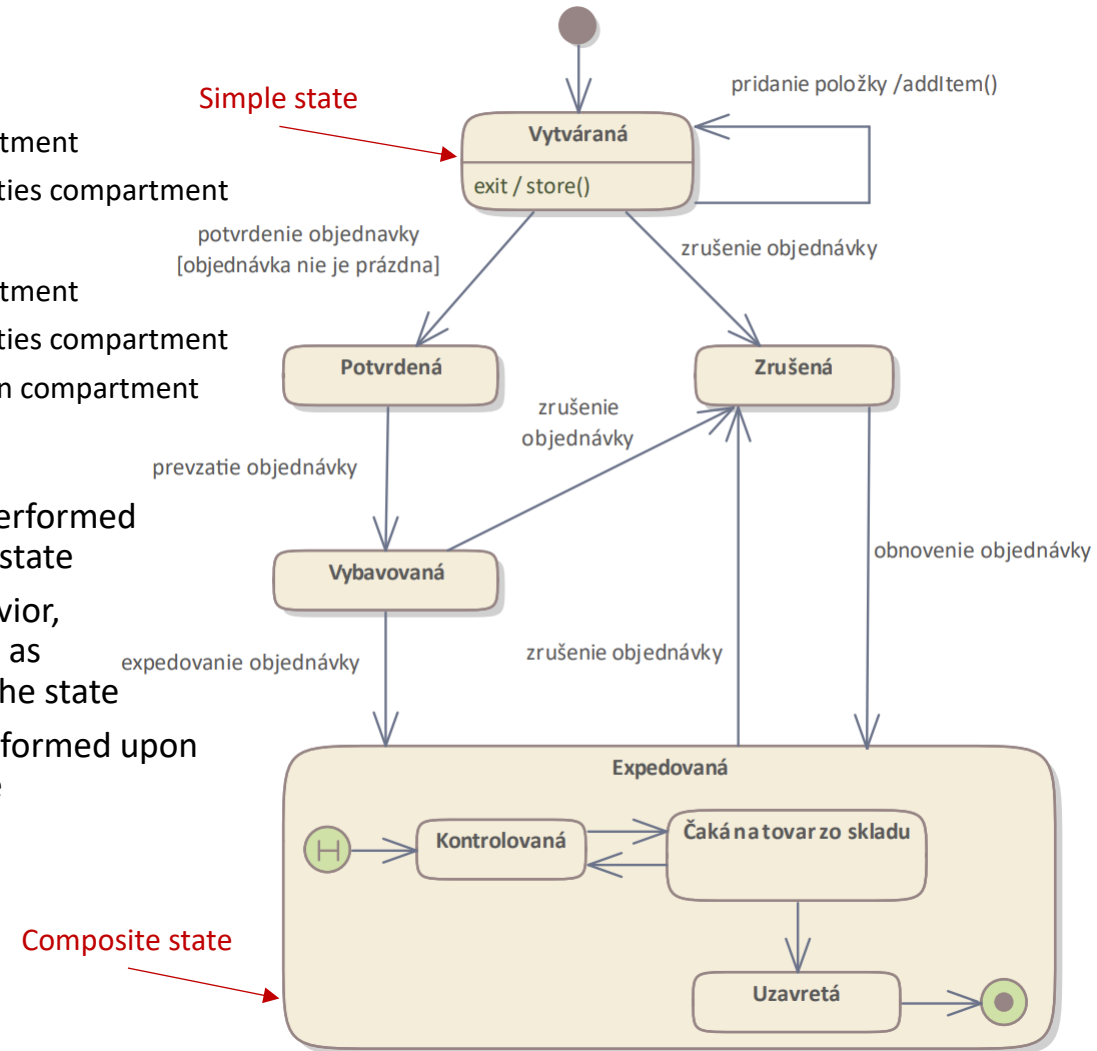 Simple state
pridanie položky /addItem()
tment
Vytváraná
ties compartment
exit / store()
potvrdenie objednavky
[objednávka nie je prázdna]
zrušenie objednávky
tment
ties compartment
n compartment
Potvrdená
Zrušená
zrušenie
objednávky
prevzatie objednávky
erformed
state
Vybavovaná
obnovenie objednávky
vior,
as
he state
expedovanie objednávky
zrušenie objednávky
formed upon
e
Expedovaná
H
Kontrolovaná
Čaká na tovar zo skladu
Composite state
Uzavretá